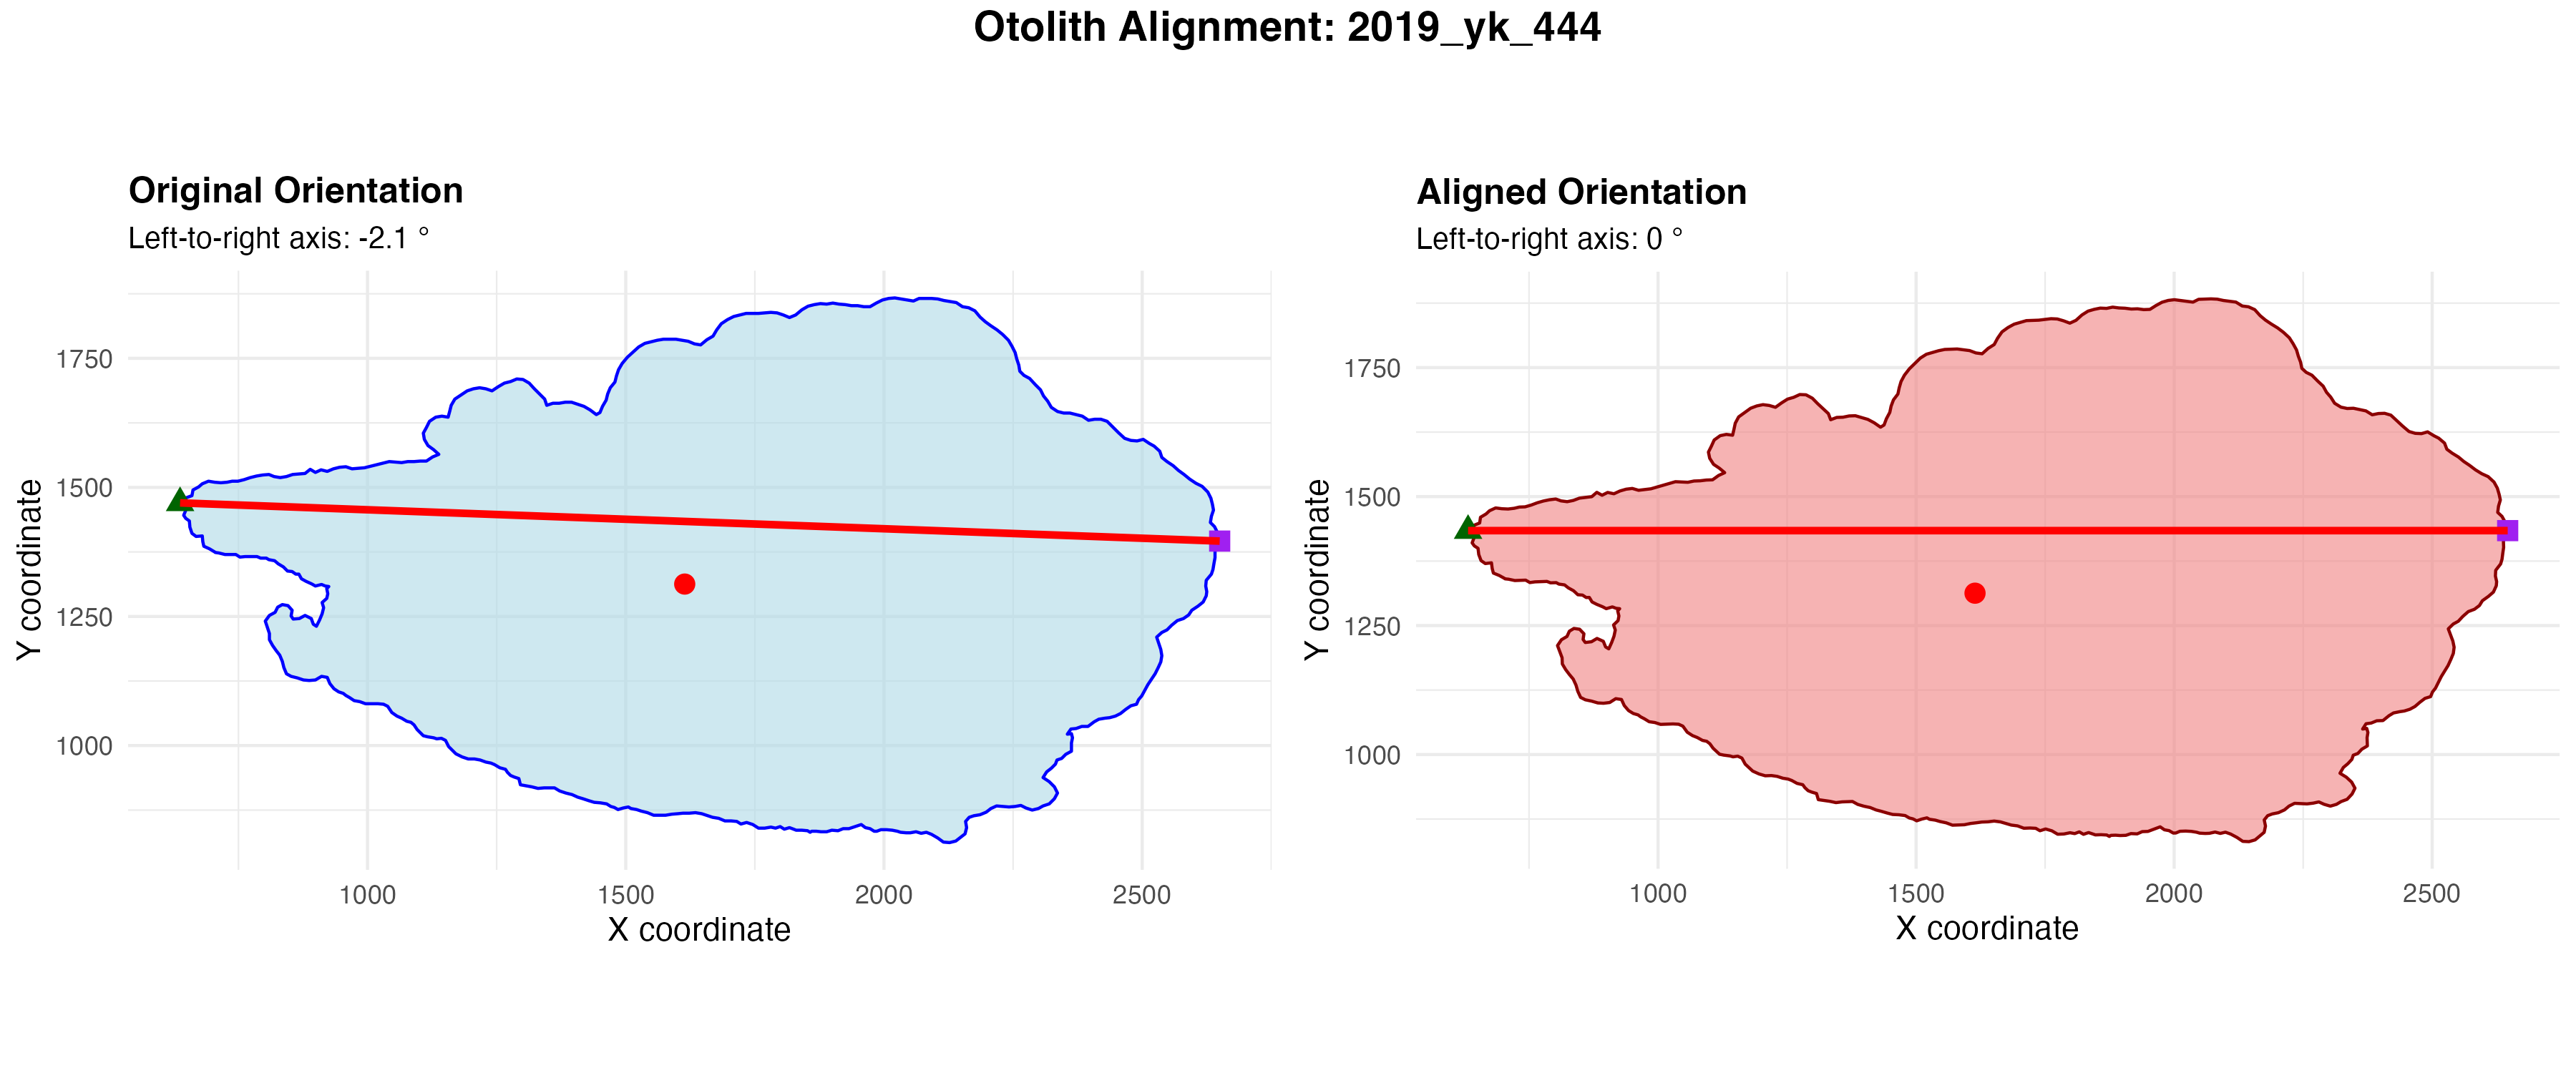 Otolith Alignment: 2019_yk_444
Original Orientation
Left-to-right axis: -2.1 °
Y coordinate
1750
1500
1250
1000
1000 1500 2000 2500
X coordinate
Aligned Orientation
Left-to-right axis: 0 °
Y coordinate
1750
1500
1250
1000
1000 1500 2000 2500
X coordinate